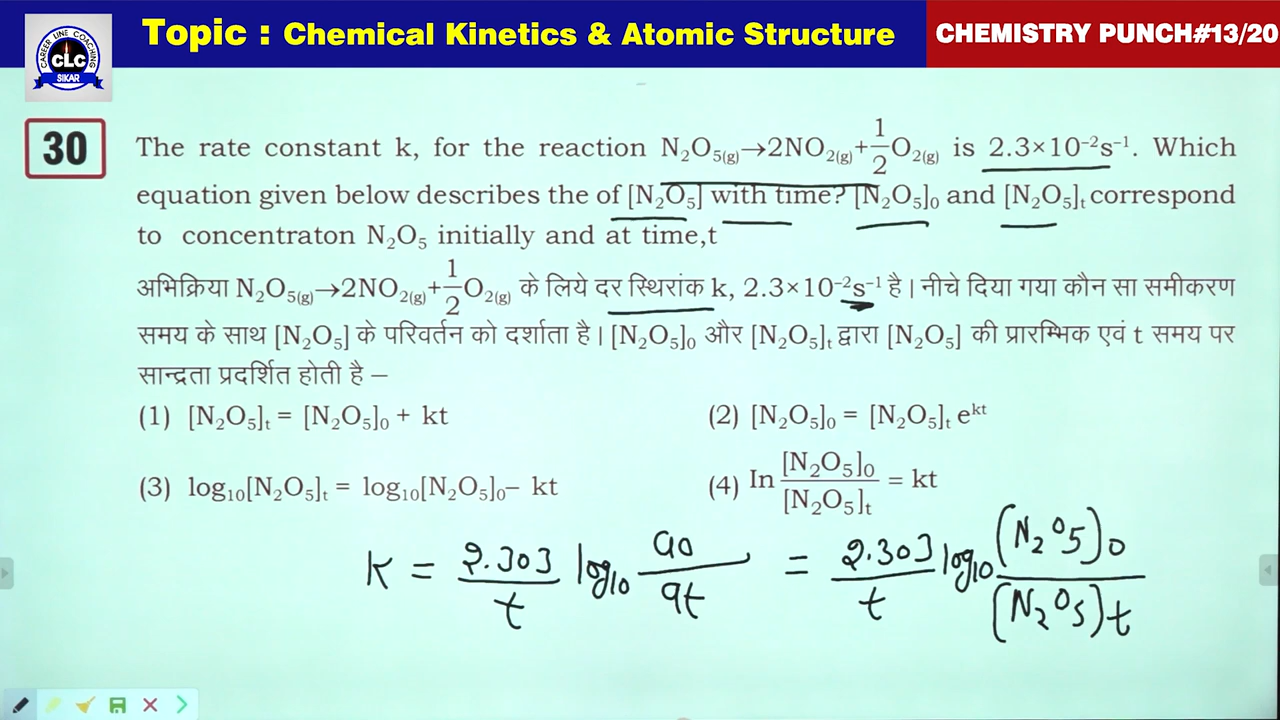 CAREER LINE COACHING
CLC
SIKAR
Topic : Chemical Kinetics & Atomic Structure
CHEMISTRY PUNCH#13/20
30
The rate constant k, for the reaction N₂O₅(g)→2NO₂(g)+1/2O₂(g) is 2.3×10⁻²s⁻¹. Which
equation given below describes the of [N₂O₅] with time? [N₂O₅]₀ and [N₂O₅]ₜ correspond
to concentraton N₂O₅ initially and at time,t
अभिक्रिया N₂O₅(g)→2NO₂(g)+1/2O₂(g) के लिये दर स्थिरांक k, 2.3×10⁻²s⁻¹ है। नीचे दिया गया कौन सा समीकरण
समय के साथ [N₂O₅] के परिवर्तन को दर्शाता है। [N₂O₅]₀ और [N₂O₅]ₜ द्वारा [N₂O₅] की प्रारम्भिक एवं t समय पर
सान्द्रता प्रदर्शित होती है –
(1) [N₂O₅]ₜ = [N₂O₅]₀ + kt
(2) [N₂O₅]₀ = [N₂O₅]ₜ eᵏᵗ
(3) log₁₀[N₂O₅]ₜ = log₁₀[N₂O₅]₀– kt
(4) In [N₂O₅]₀/[N₂O₅]ₜ = kt
K = 2.303/t log₁₀ a₀/at = 2.303/t log₁₀ (N₂O5)₀/(N₂O5)t